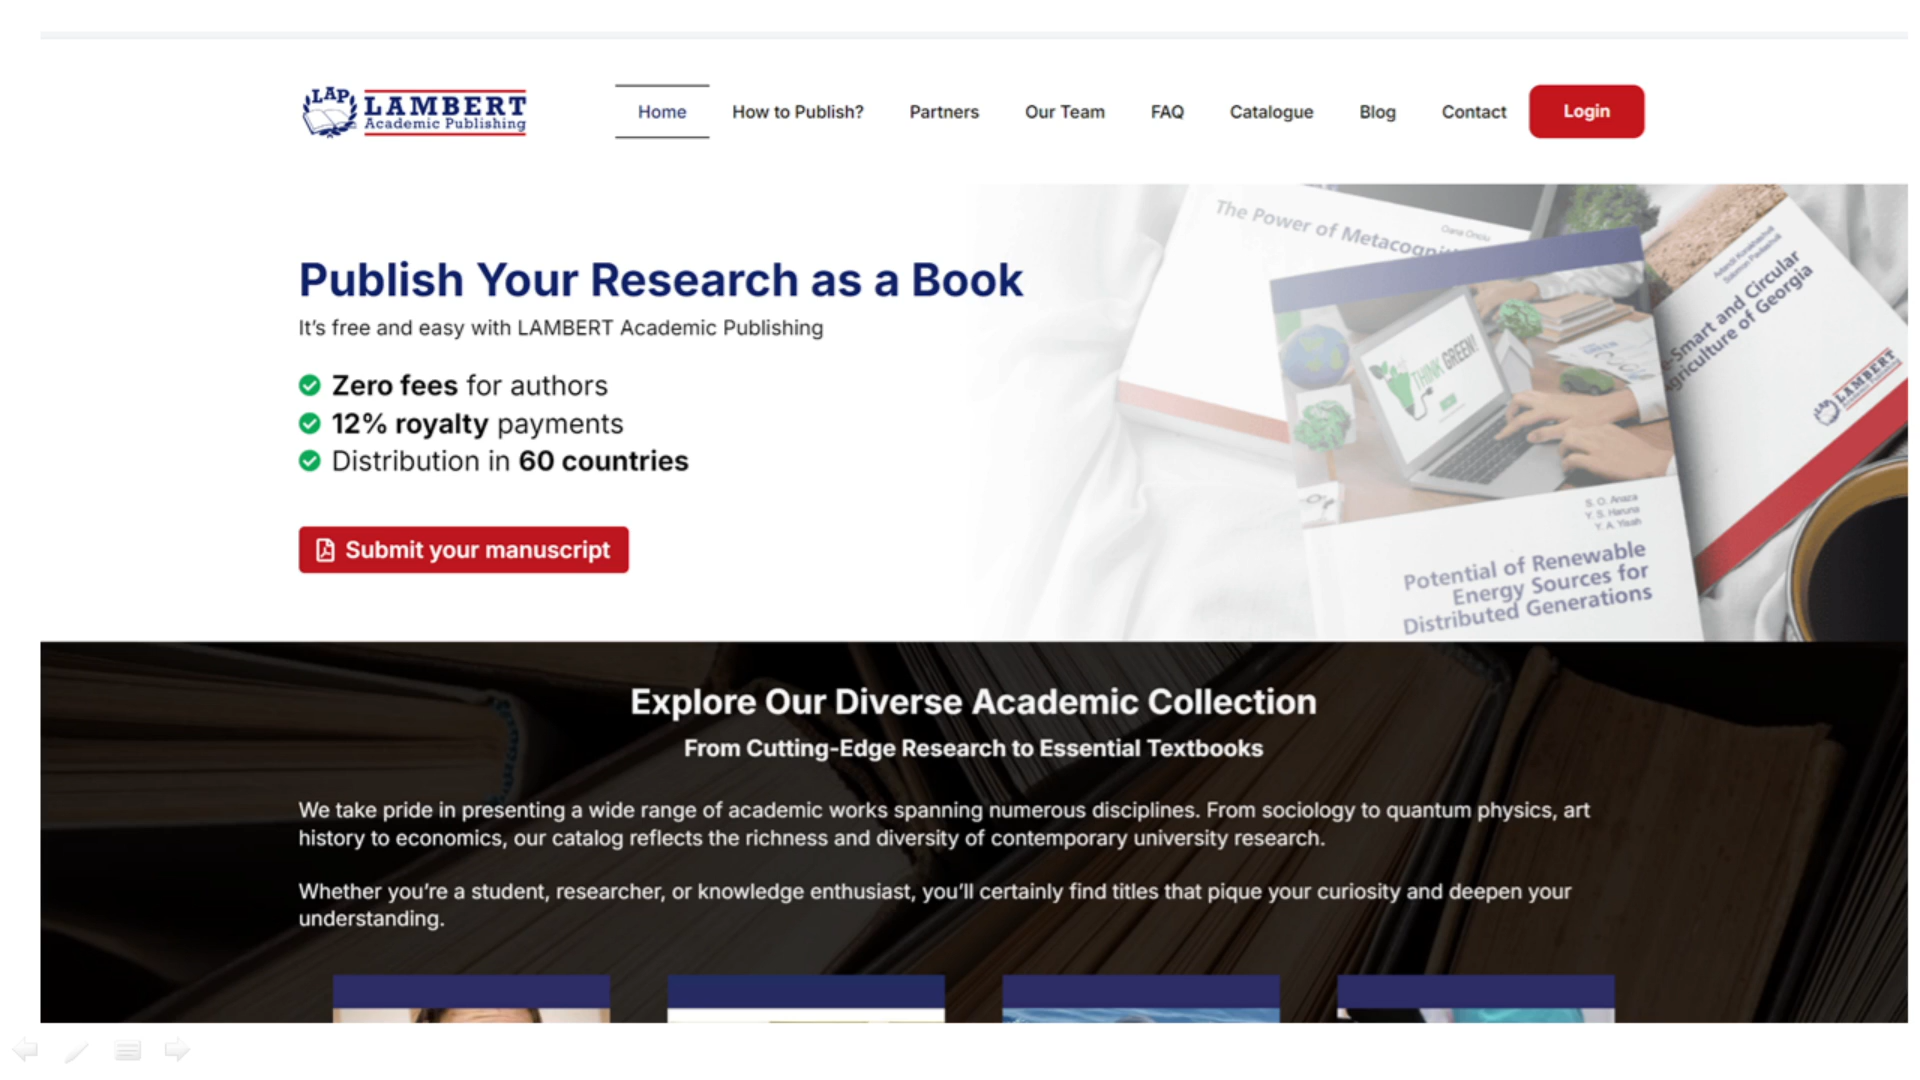 LAP
LAMBERT
Academic Publishing
Home
How to Publish?
Partners
Our Team
FAQ
Catalogue
Blog
Contact
Login
Publish Your Research as a Book
It's free and easy with LAMBERT Academic Publishing
Zero fees for authors
12% royalty payments
Distribution in 60 countries
Submit your manuscript
The Power of
Oana Onciu
THINK GREEN!
S. O. Anaza
Y. S. Haruna
Y. A. Yisah
Potential of Renewable
Energy Sources for
Distributed Generations
e-Smart and Circular
Agriculture of Georgia
LAP LAMBERT
Explore Our Diverse Academic Collection
From Cutting-Edge Research to Essential Textbooks
We take pride in presenting a wide range of academic works spanning numerous disciplines. From sociology to quantum physics, art
history to economics, our catalog reflects the richness and diversity of contemporary university research.
Whether you're a student, researcher, or knowledge enthusiast, you'll certainly find titles that pique your curiosity and deepen your
understanding.